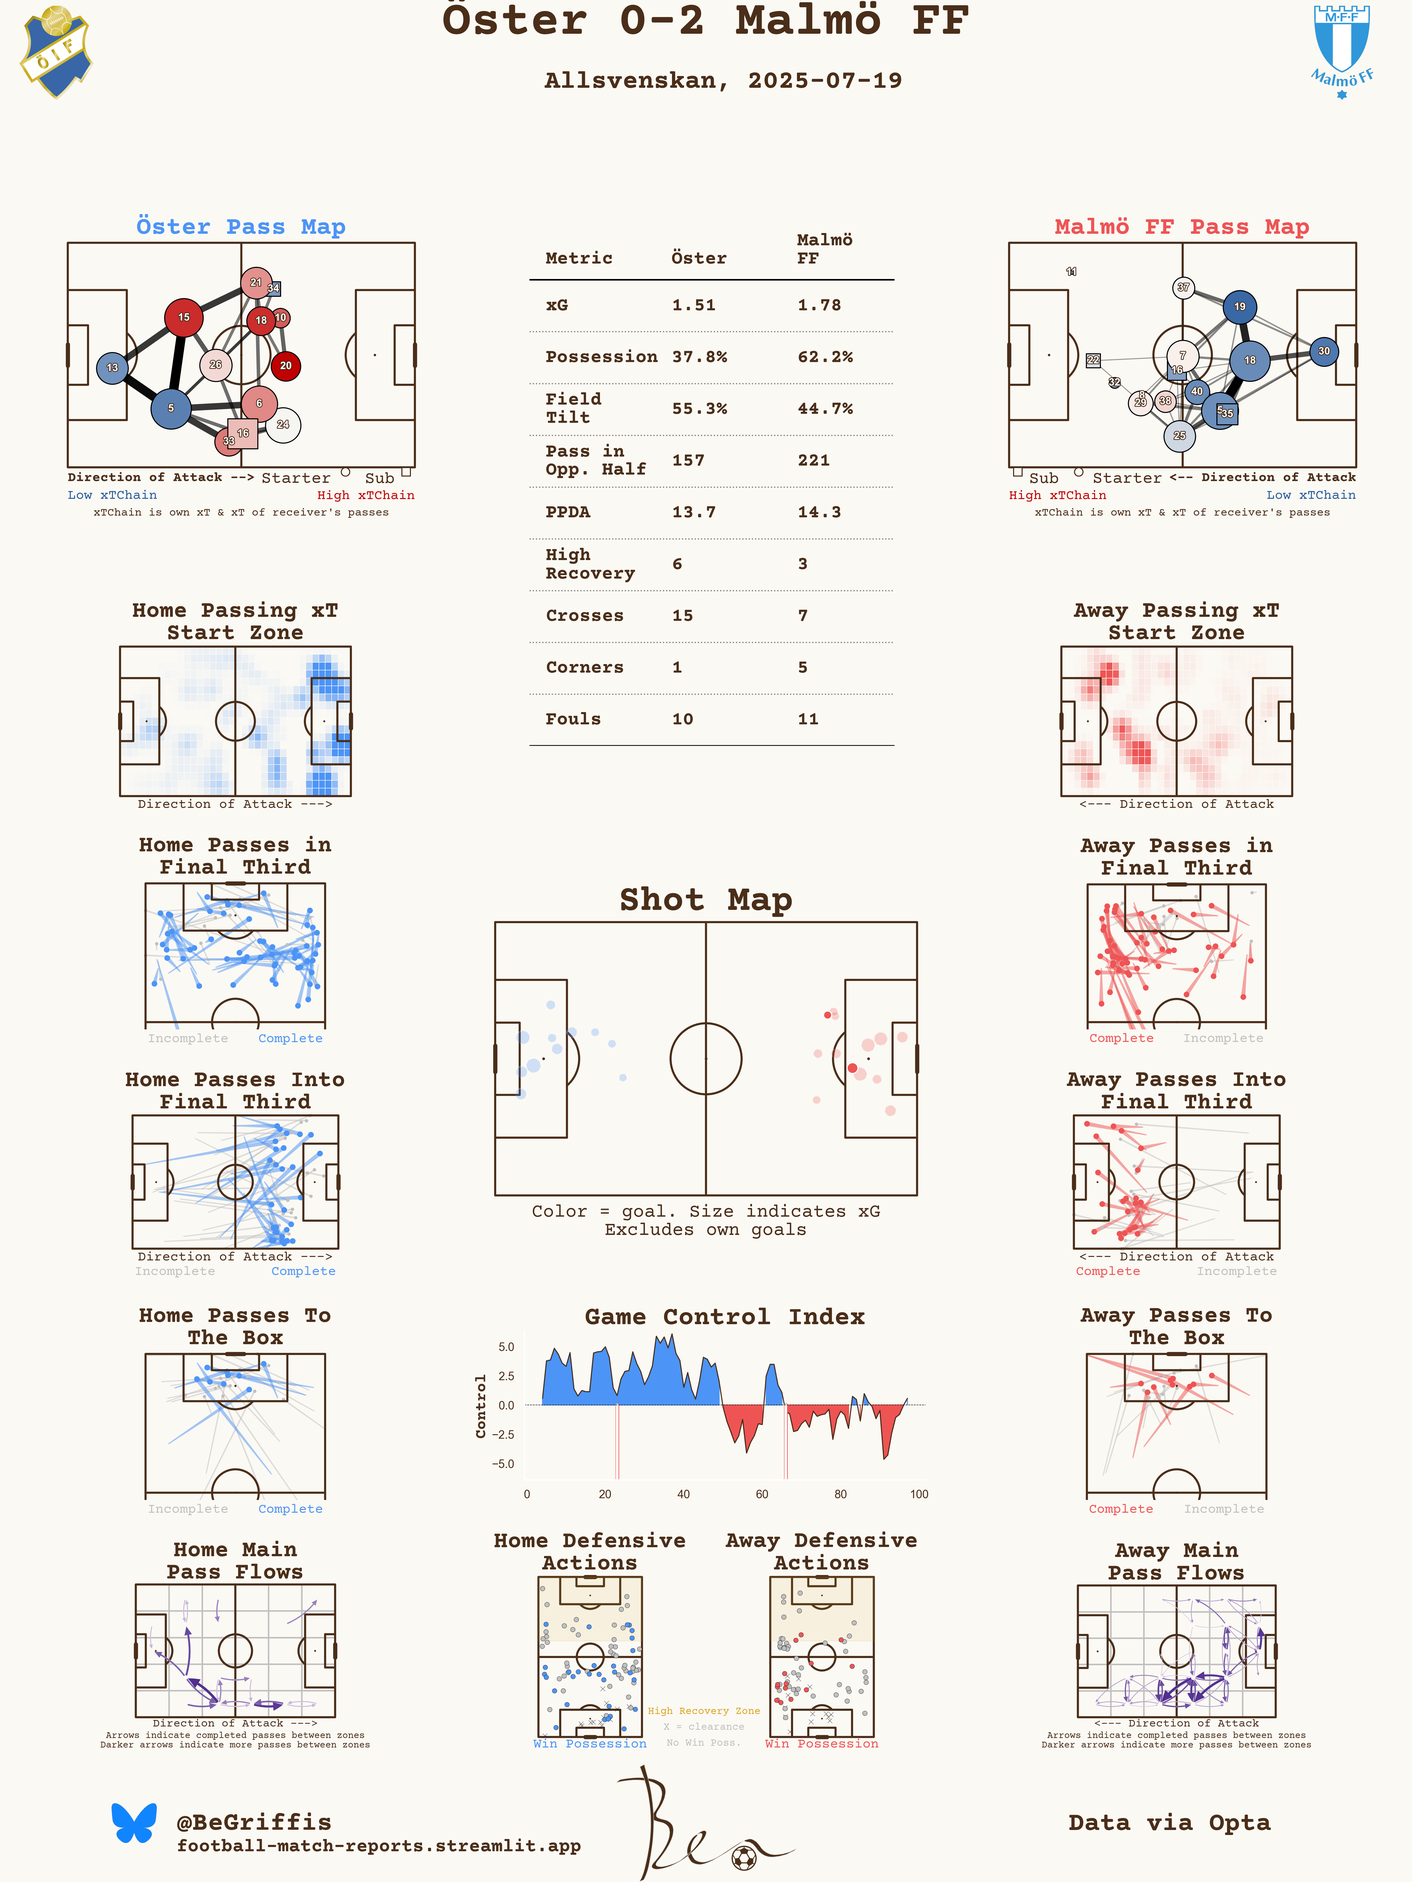 Öster 0-2 Malmö FF
Allsvenskan, 2025-07-19
ÖIF
M·F·F
Malmö FF
Öster Pass Map
21
34
15
18
10
13
26
20
5
6
24
33
16
Direction of Attack --> Starter Sub
Low xTChain High xTChain
xTChain is own xT & xT of receiver's passes
Metric Öster Malmö FF
xG 1.51 1.78
Possession 37.8% 62.2%
Field Tilt 55.3% 44.7%
Pass in Opp. Half 157 221
PPDA 13.7 14.3
High Recovery 6 3
Crosses 15 7
Corners 1 5
Fouls 10 11
Malmö FF Pass Map
11
37
19
7
30
22
16
18
32
8
29
38
40
5
35
25
Sub Starter <-- Direction of Attack
High xTChain Low xTChain
xTChain is own xT & xT of receiver's passes
Home Passing xT
Start Zone
Direction of Attack --->
Away Passing xT
Start Zone
<--- Direction of Attack
Home Passes in
Final Third
Incomplete Complete
Away Passes in
Final Third
Complete Incomplete
Shot Map
Color = goal. Size indicates xG
Excludes own goals
Home Passes Into
Final Third
Direction of Attack --->
Incomplete Complete
Away Passes Into
Final Third
<--- Direction of Attack
Complete Incomplete
Home Passes To
The Box
Incomplete Complete
Game Control Index
Control
5.0
2.5
0.0
−2.5
−5.0
0 20 40 60 80 100
Away Passes To
The Box
Complete Incomplete
Home Main
Pass Flows
Direction of Attack --->
Arrows indicate completed passes between zones
Darker arrows indicate more passes between zones
Home Defensive
Actions
Win Possession
High Recovery Zone
X = clearance
No Win Poss.
Away Defensive
Actions
Win Possession
Away Main
Pass Flows
<--- Direction of Attack
Arrows indicate completed passes between zones
Darker arrows indicate more passes between zones
@BeGriffis
football-match-reports.streamlit.app
Ben
Data via Opta